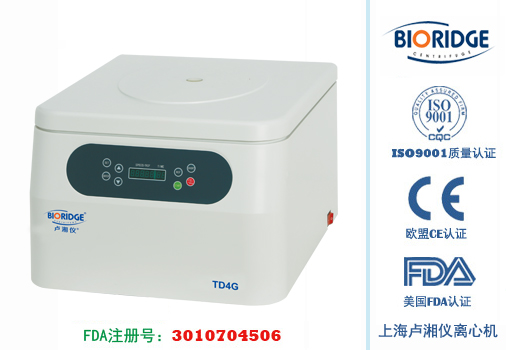 BIORIDGE
卢湘仪
TD4G
FDA注册号：3010704506
BIORIDGE
CENTRIFUGE
QUALITY ASSURED FIRM
ISO
9001
CQC
ISO9001质量认证
CE
欧盟CE认证
FDA
美国FDA认证
上海卢湘仪离心机